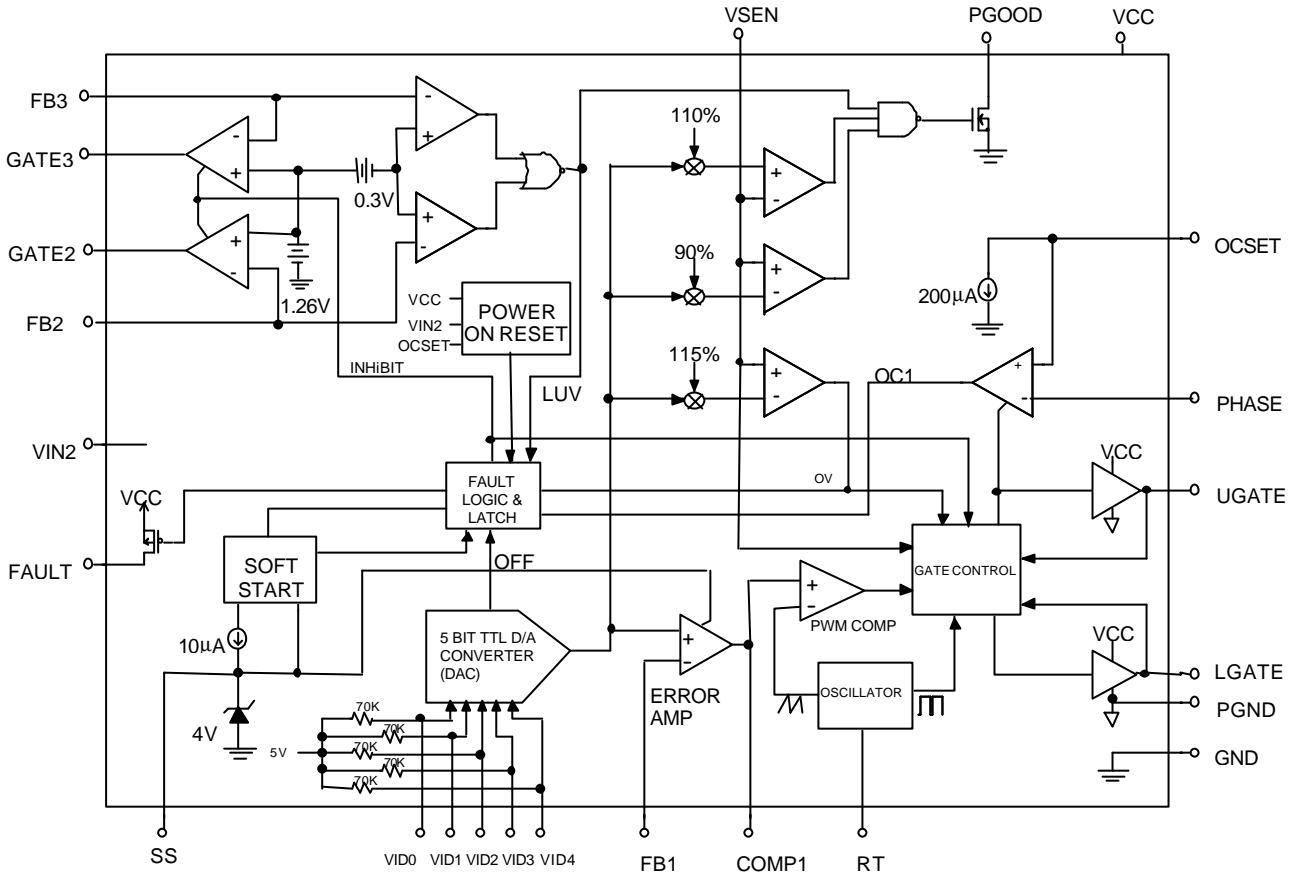 VSEN
PGOOD
VCC
FB3
GATE3
GATE2
FB2
VIN2
FAULT
-
+
+
-
0.3V
1.26V
-
+
+
-
110%
90%
115%
+
-
+
-
+
-
VCC
VIN2
OCSET
POWER
ON RESET
INHiBIT
LUV
200µA
OCSET
OC1
+
-
PHASE
VCC
UGATE
OV
FAULT
LOGIC &
LATCH
VCC
SOFT
START
OFF
10µA
4V
5 BIT TTL D/A
CONVERTER
(DAC)
70K
70K
70K
70K
70K
5V
+
-
ERROR
AMP
+
-
PWM COMP
GATE CONTROL
OSCILLATOR
VCC
LGATE
PGND
GND
SS
VID0
VID1
VID2
VID3
VID4
FB1
COMP1
RT